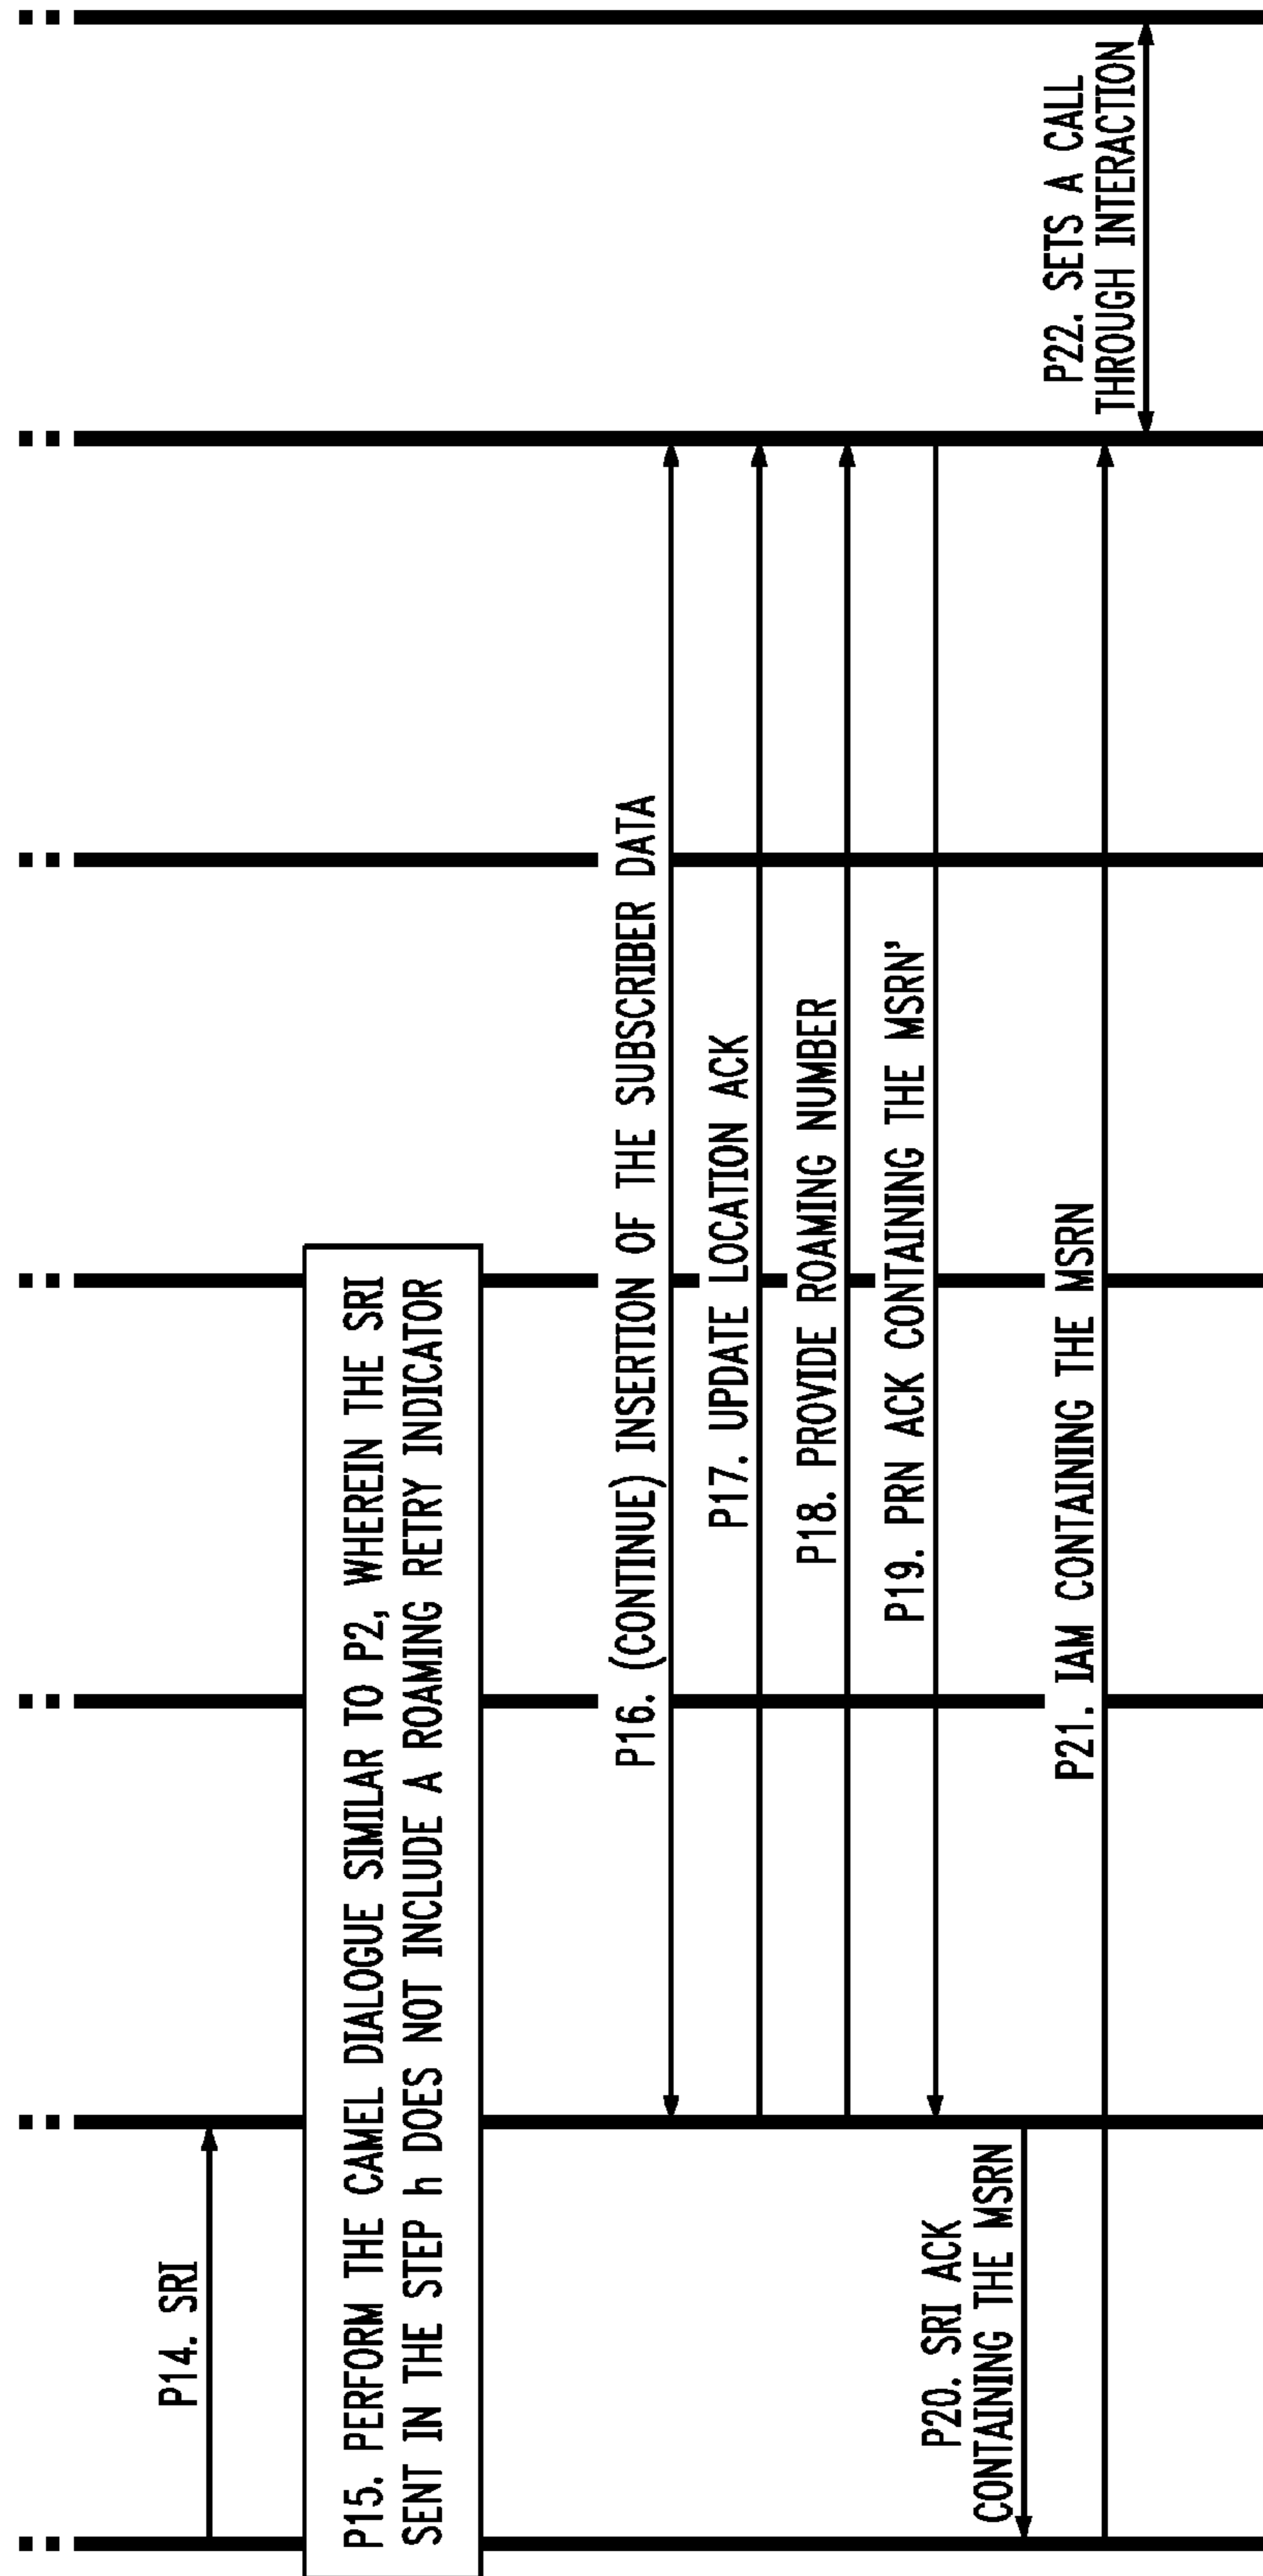 P14. SRI
P15. PERFORM THE CAMEL DIALOGUE SIMILAR TO P2, WHEREIN THE SRI
SENT IN THE STEP h DOES NOT INCLUDE A ROAMING RETRY INDICATOR
P16. (CONTINUE) INSERTION OF THE SUBSCRIBER DATA
P17. UPDATE LOCATION ACK
P18. PROVIDE ROAMING NUMBER
P19. PRN ACK CONTAINING THE MSRN'
P20. SRI ACK
CONTAINING THE MSRN
P21. IAM CONTAINING THE MSRN
P22. SETS A CALL
THROUGH INTERACTION